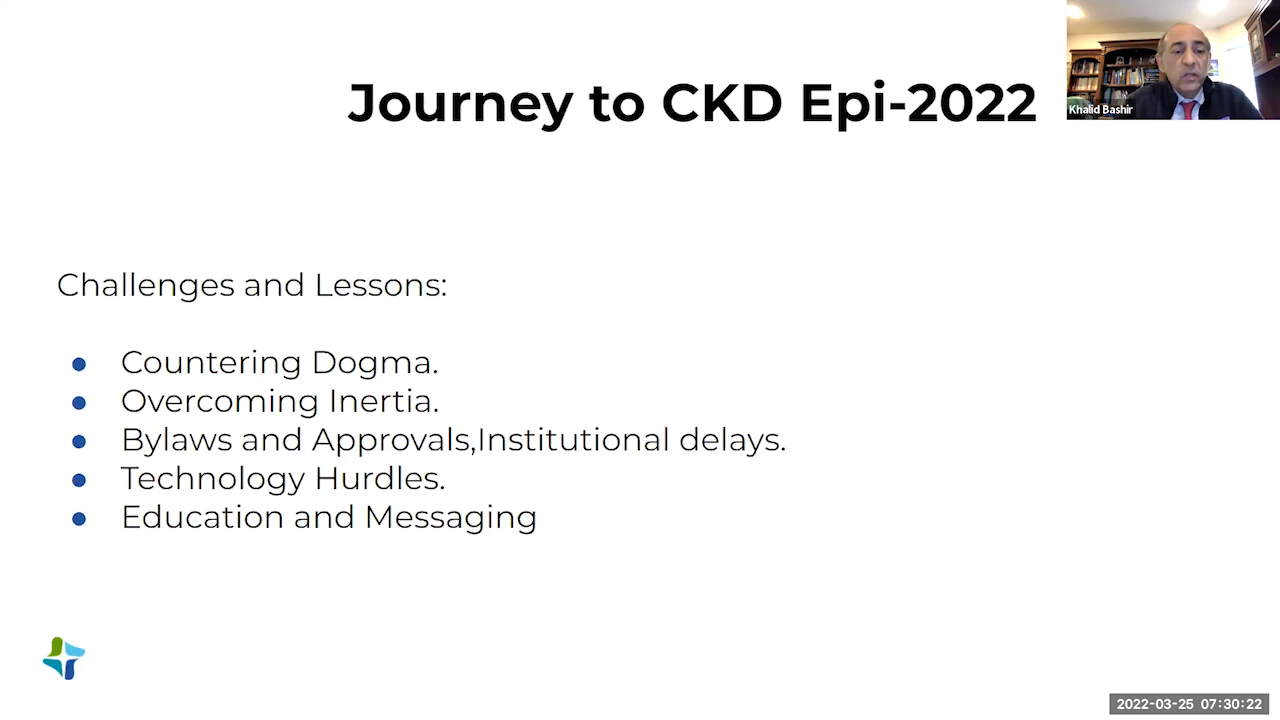 Journey to CKD Epi-2022
Khalid Bashir
Challenges and Lessons:
● Countering Dogma.
● Overcoming Inertia.
● Bylaws and Approvals,Institutional delays.
● Technology Hurdles.
● Education and Messaging
2022-03-25 07:30:22